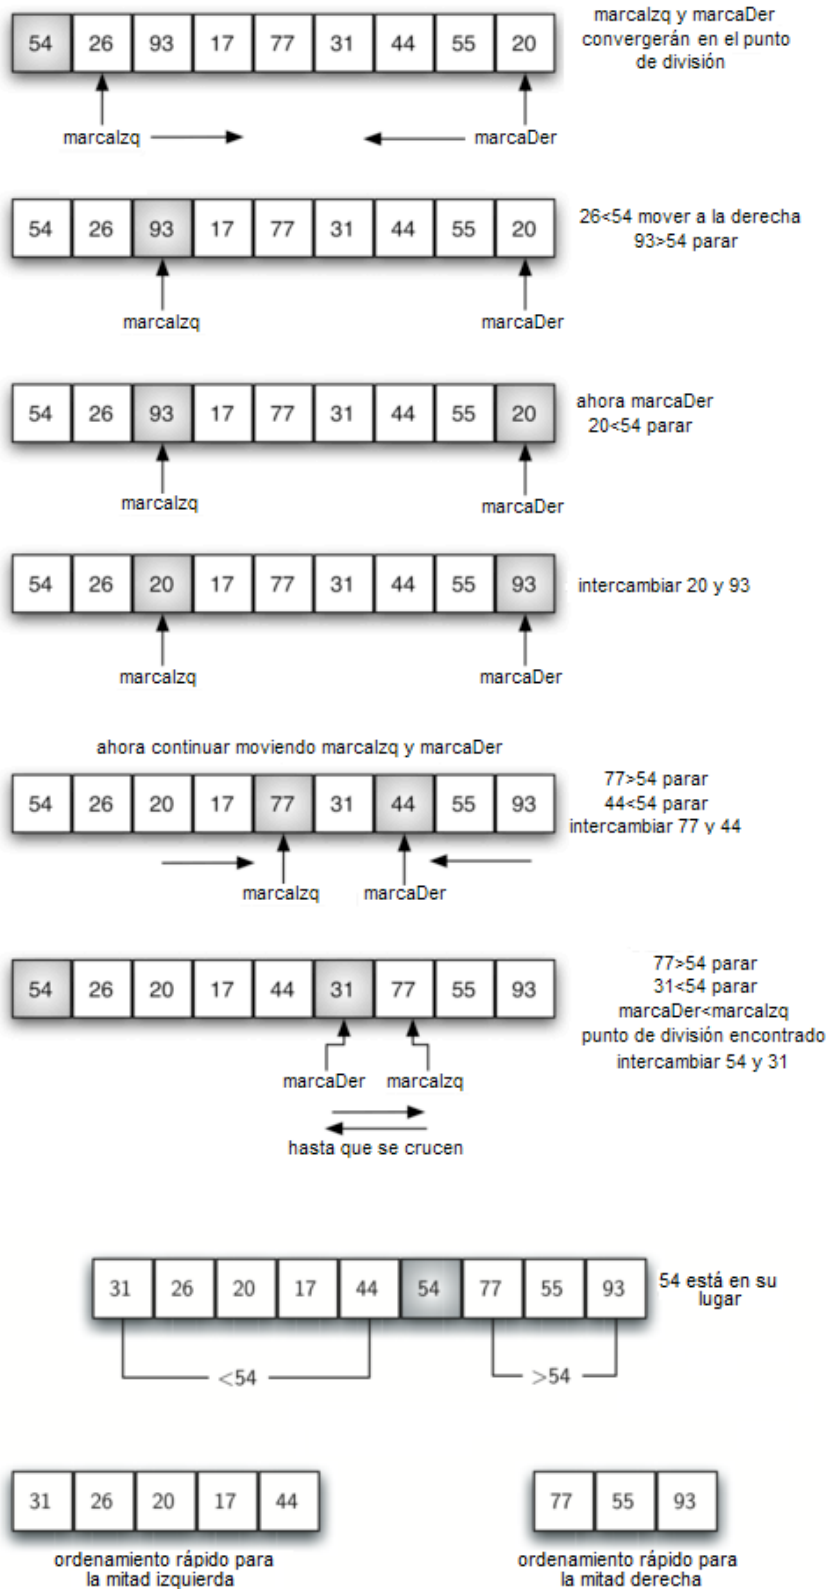 54 26 93 17 77 31 44 55 20
marcaIzq y marcaDer
convergerán en el punto
de división
marcaIzq
marcaDer
54 26 93 17 77 31 44 55 20
26<54 mover a la derecha
93>54 parar
marcaIzq
marcaDer
54 26 93 17 77 31 44 55 20
ahora marcaDer
20<54 parar
marcaIzq
marcaDer
54 26 20 17 77 31 44 55 93
intercambiar 20 y 93
marcaIzq
marcaDer
ahora continuar moviendo marcaIzq y marcaDer
54 26 20 17 77 31 44 55 93
77>54 parar
44<54 parar
intercambiar 77 y 44
marcaIzq
marcaDer
54 26 20 17 44 31 77 55 93
77>54 parar
31<54 parar
marcaDer<marcaIzq
punto de división encontrado
intercambiar 54 y 31
marcaDer
marcaIzq
hasta que se crucen
31 26 20 17 44 54 77 55 93
54 está en su
lugar
<54
>54
31 26 20 17 44
77 55 93
ordenamiento rápido para
la mitad izquierda
ordenamiento rápido para
la mitad derecha